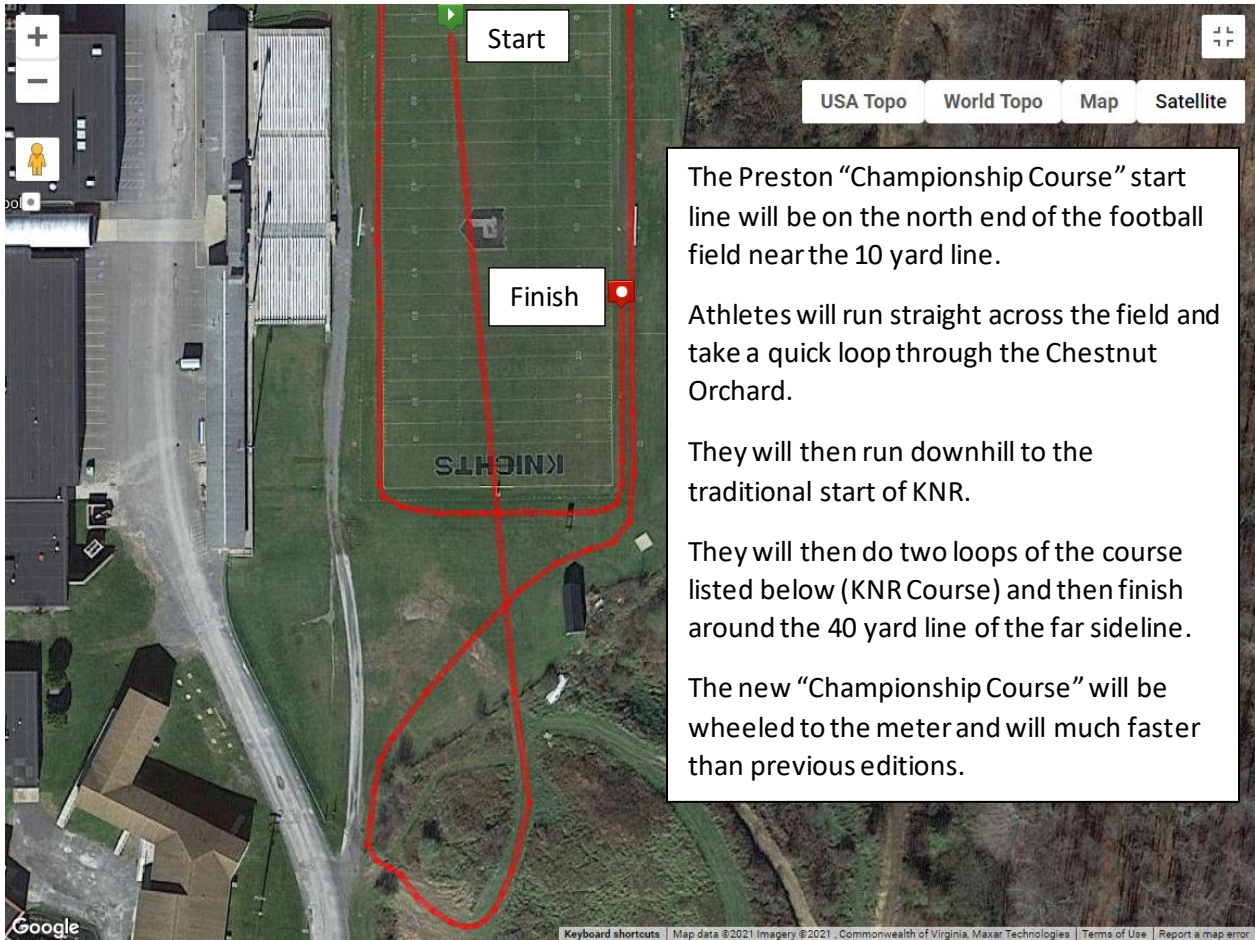 Start
USA Topo
World Topo
Map
Satellite
The Preston “Championship Course” start
line will be on the north end of the football
field near the 10 yard line.
Athletes will run straight across the field and
take a quick loop through the Chestnut
Orchard.
They will then run downhill to the
traditional start of KNR.
They will then do two loops of the course
listed below (KNR Course) and then finish
around the 40 yard line of the far sideline.
The new “Championship Course” will be
wheeled to the meter and will much faster
than previous editions.
Finish
KNIGHTS
Google
Keyboard shortcuts
Map data ©2021 Imagery ©2021 , Commonwealth of Virginia, Maxar Technologies
Terms of Use
Report a map error